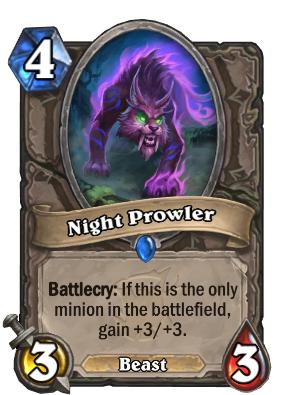 4
Night Prowler
Battlecry: If this is the only
minion in the battlefield,
gain +3/+3.
3
Beast
3